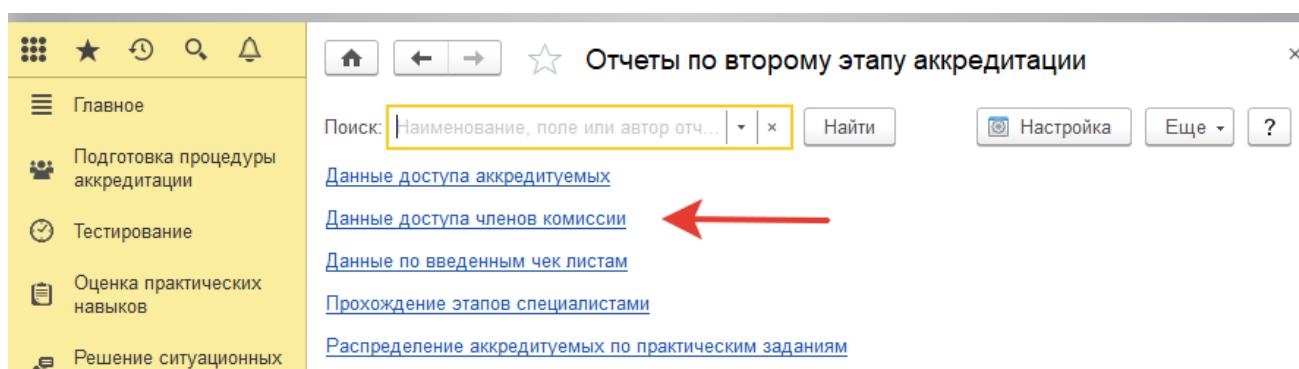 Отчеты по второму этапу аккредитации
Главное
Подготовка процедуры
аккредитации
Тестирование
Оценка практических
навыков
Решение ситуационных
Поиск: Наименование, поле или автор отч... Найти Настройка Еще ?
Данные доступа аккредитуемых
Данные доступа членов комиссии
Данные по введенным чек листам
Прохождение этапов специалистами
Распределение аккредитуемых по практическим заданиям